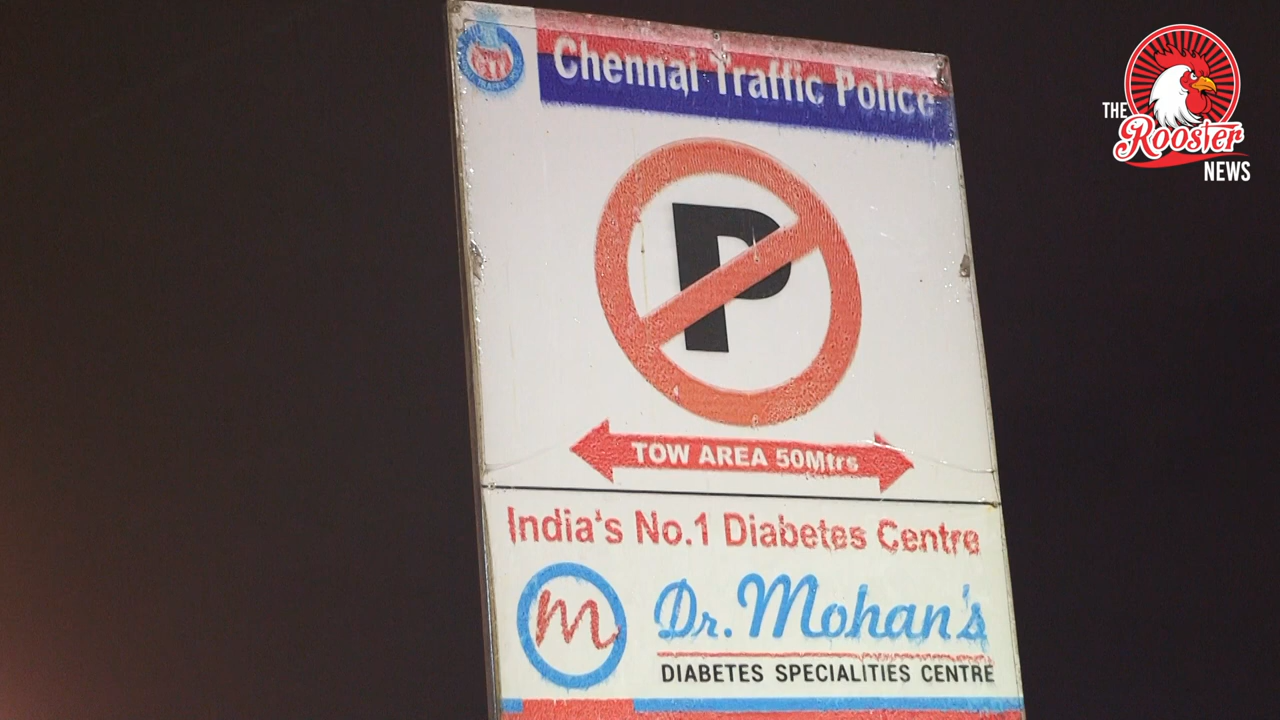 Chennai Traffic Police
P
TOW AREA 50Mtrs
India's No.1 Diabetes Centre
m
Dr. Mohan's
DIABETES SPECIALITIES CENTRE
THE
Rooster
NEWS